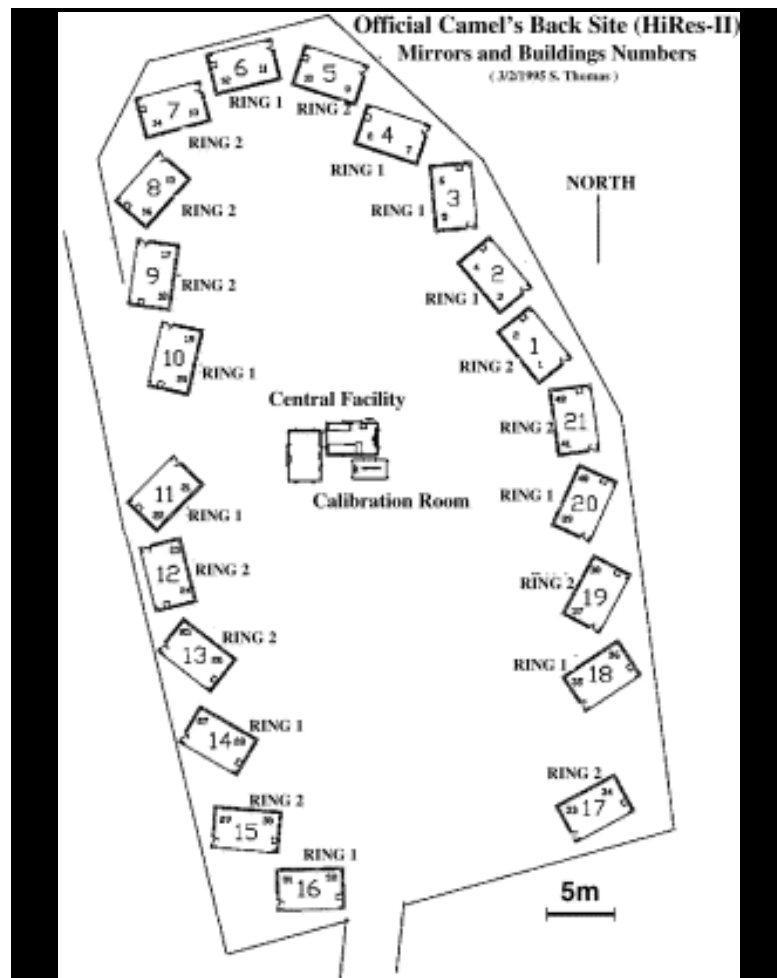 Official Camel's Back Site (HiRes-II)
Mirrors and Buildings Numbers
( 3/2/1995 S. Thomas )
6
5
RING 1
RING 2
7
4
RING 2
RING 1
NORTH
8
3
RING 2
RING 1
9
2
RING 2
RING 1
10
1
RING 1
RING 2
Central Facility
21
RING 2
11
RING 1
20
RING 1
Calibration Room
12
RING 2
19
RING 2
13
RING 2
18
RING 1
14
RING 1
RING 2
17
15
RING 2
16
RING 1
5m